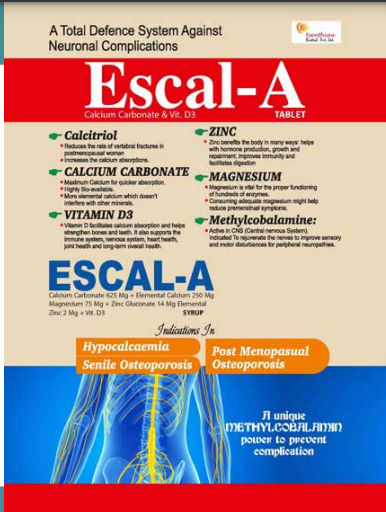 A Total Defence System Against
Neuronal Complications
Escal-A
Calcium Carbonate & Vit. D3
TABLET
Calcitriol
Reduces the rate of vertebral fractures in
postmenopausal woman
Increases the calcium absorptions.
CALCIUM CARBONATE
Maximum Calcium for quicker absorption.
Highly Bio-available.
More elemental calcium which doesn't
interfere with other minerals.
VITAMIN D3
Vitamin D facilitates calcium absorption and helps
strengthen bones and teeth. It also supports the
immune system, nervous system, heart health,
joint health and long-term overall health.
ZINC
Zinc benefits the body in many ways: helps
with hormone production, growth and
repairment; improves immunity and
facilitates digestion
MAGNESIUM
Magnesium is vital for the proper functioning
of hundreds of enzymes.
Consuming adequate magnesium might help
reduce premenstrual symptoms.
Methylcobalamine:
Active in CNS (Central nervous System).
Indicated To rejuvenate the nerves to improve sensory
and motor disturbances for peripheral neuropathies.
ESCAL-A
Calcium Carbonate 625 Mg + Elemental Calcium 250 Mg
Magnesium 75 Mg + Zinc Gluconate 14 Mg Elemental
Zinc 2 Mg + Vit. D3
SYRUP
Indications In
Hypocalcaemia
Senile Osteoporosis
Post Menopasual
Osteoporosis
A unique
METHYLCOBALAMIN
power to prevent
complication